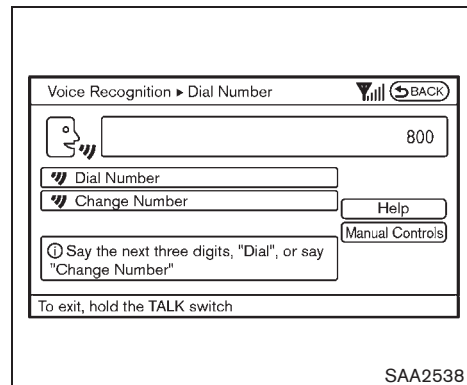 Voice Recognition ▸ Dial Number BACK
800
Dial Number
Change Number
Help
Manual Controls
Say the next three digits, "Dial", or say
"Change Number"
To exit, hold the TALK switch
SAA2538